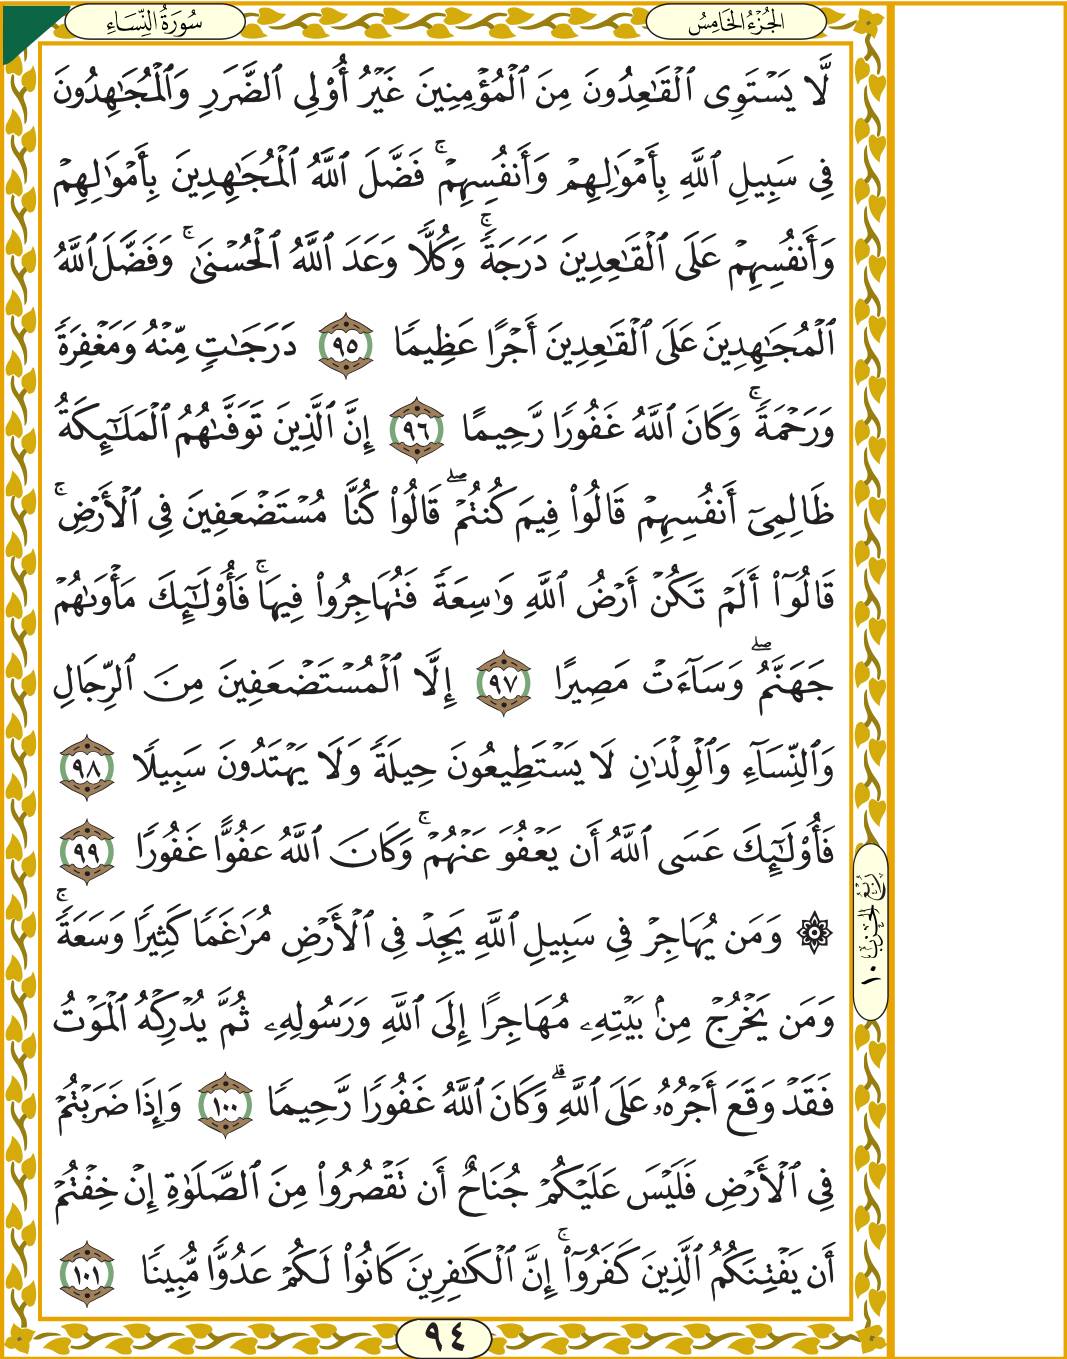 سُورَةُ النِّسَاءِ
الجُزْءُ الخَامِسُ
لَّا يَسْتَوِى ٱلْقَـٰعِدُونَ مِنَ ٱلْمُؤْمِنِينَ غَيْرُ أُو۟لِى ٱلضَّرَرِ وَٱلْمُجَـٰهِدُونَ
فِى سَبِيلِ ٱللَّهِ بِأَمْوَٰلِهِمْ وَأَنفُسِهِمْ ۚ فَضَّلَ ٱللَّهُ ٱلْمُجَـٰهِدِينَ بِأَمْوَٰلِهِمْ
وَأَنفُسِهِمْ عَلَى ٱلْقَـٰعِدِينَ دَرَجَةً ۚ وَكُلًّا وَعَدَ ٱللَّهُ ٱلْحُسْنَىٰ ۚ وَفَضَّلَ ٱللَّهُ
ٱلْمُجَـٰهِدِينَ عَلَى ٱلْقَـٰعِدِينَ أَجْرًا عَظِيمًا ٩٥ دَرَجَـٰتٍ مِّنْهُ وَمَغْفِرَةً
وَرَحْمَةً ۚ وَكَانَ ٱللَّهُ غَفُورًا رَّحِيمًا ٩٦ إِنَّ ٱلَّذِينَ تَوَفَّىٰهُمُ ٱلْمَلَـٰٓئِكَةُ
ظَالِمِىٓ أَنفُسِهِمْ قَالُوا۟ فِيمَ كُنتُمْ ۖ قَالُوا۟ كُنَّا مُسْتَضْعَفِينَ فِى ٱلْأَرْضِ ۚ
قَالُوٓا۟ أَلَمْ تَكُنْ أَرْضُ ٱللَّهِ وَٰسِعَةً فَتُهَاجِرُوا۟ فِيهَا ۚ فَأُو۟لَـٰٓئِكَ مَأْوَىٰهُمْ
جَهَنَّمُ ۖ وَسَآءَتْ مَصِيرًا ٩٧ إِلَّا ٱلْمُسْتَضْعَفِينَ مِنَ ٱلرِّجَالِ
وَٱلنِّسَآءِ وَٱلْوِلْدَٰنِ لَا يَسْتَطِيعُونَ حِيلَةً وَلَا يَهْتَدُونَ سَبِيلًا ٩٨
فَأُو۟لَـٰٓئِكَ عَسَى ٱللَّهُ أَن يَعْفُوَ عَنْهُمْ ۚ وَكَانَ ٱللَّهُ عَفُوًّا غَفُورًا ٩٩
۞ وَمَن يُهَاجِرْ فِى سَبِيلِ ٱللَّهِ يَجِدْ فِى ٱلْأَرْضِ مُرَٰغَمًا كَثِيرًا وَسَعَةً ۚ
وَمَن يَخْرُجْ مِنۢ بَيْتِهِۦ مُهَاجِرًا إِلَى ٱللَّهِ وَرَسُولِهِۦ ثُمَّ يُدْرِكْهُ ٱلْمَوْتُ
فَقَدْ وَقَعَ أَجْرُهُۥ عَلَى ٱللَّهِ ۗ وَكَانَ ٱللَّهُ غَفُورًا رَّحِيمًا ١٠٠ وَإِذَا ضَرَبْتُمْ
فِى ٱلْأَرْضِ فَلَيْسَ عَلَيْكُمْ جُنَاحٌ أَن تَقْصُرُوا۟ مِنَ ٱلصَّلَوٰةِ إِنْ خِفْتُمْ
أَن يَفْتِنَكُمُ ٱلَّذِينَ كَفَرُوٓا۟ ۚ إِنَّ ٱلْكَـٰفِرِينَ كَانُوا۟ لَكُمْ عَدُوًّا مُّبِينًا ١٠١
رُبْعُ الحِزْبِ ١٠
٩٤